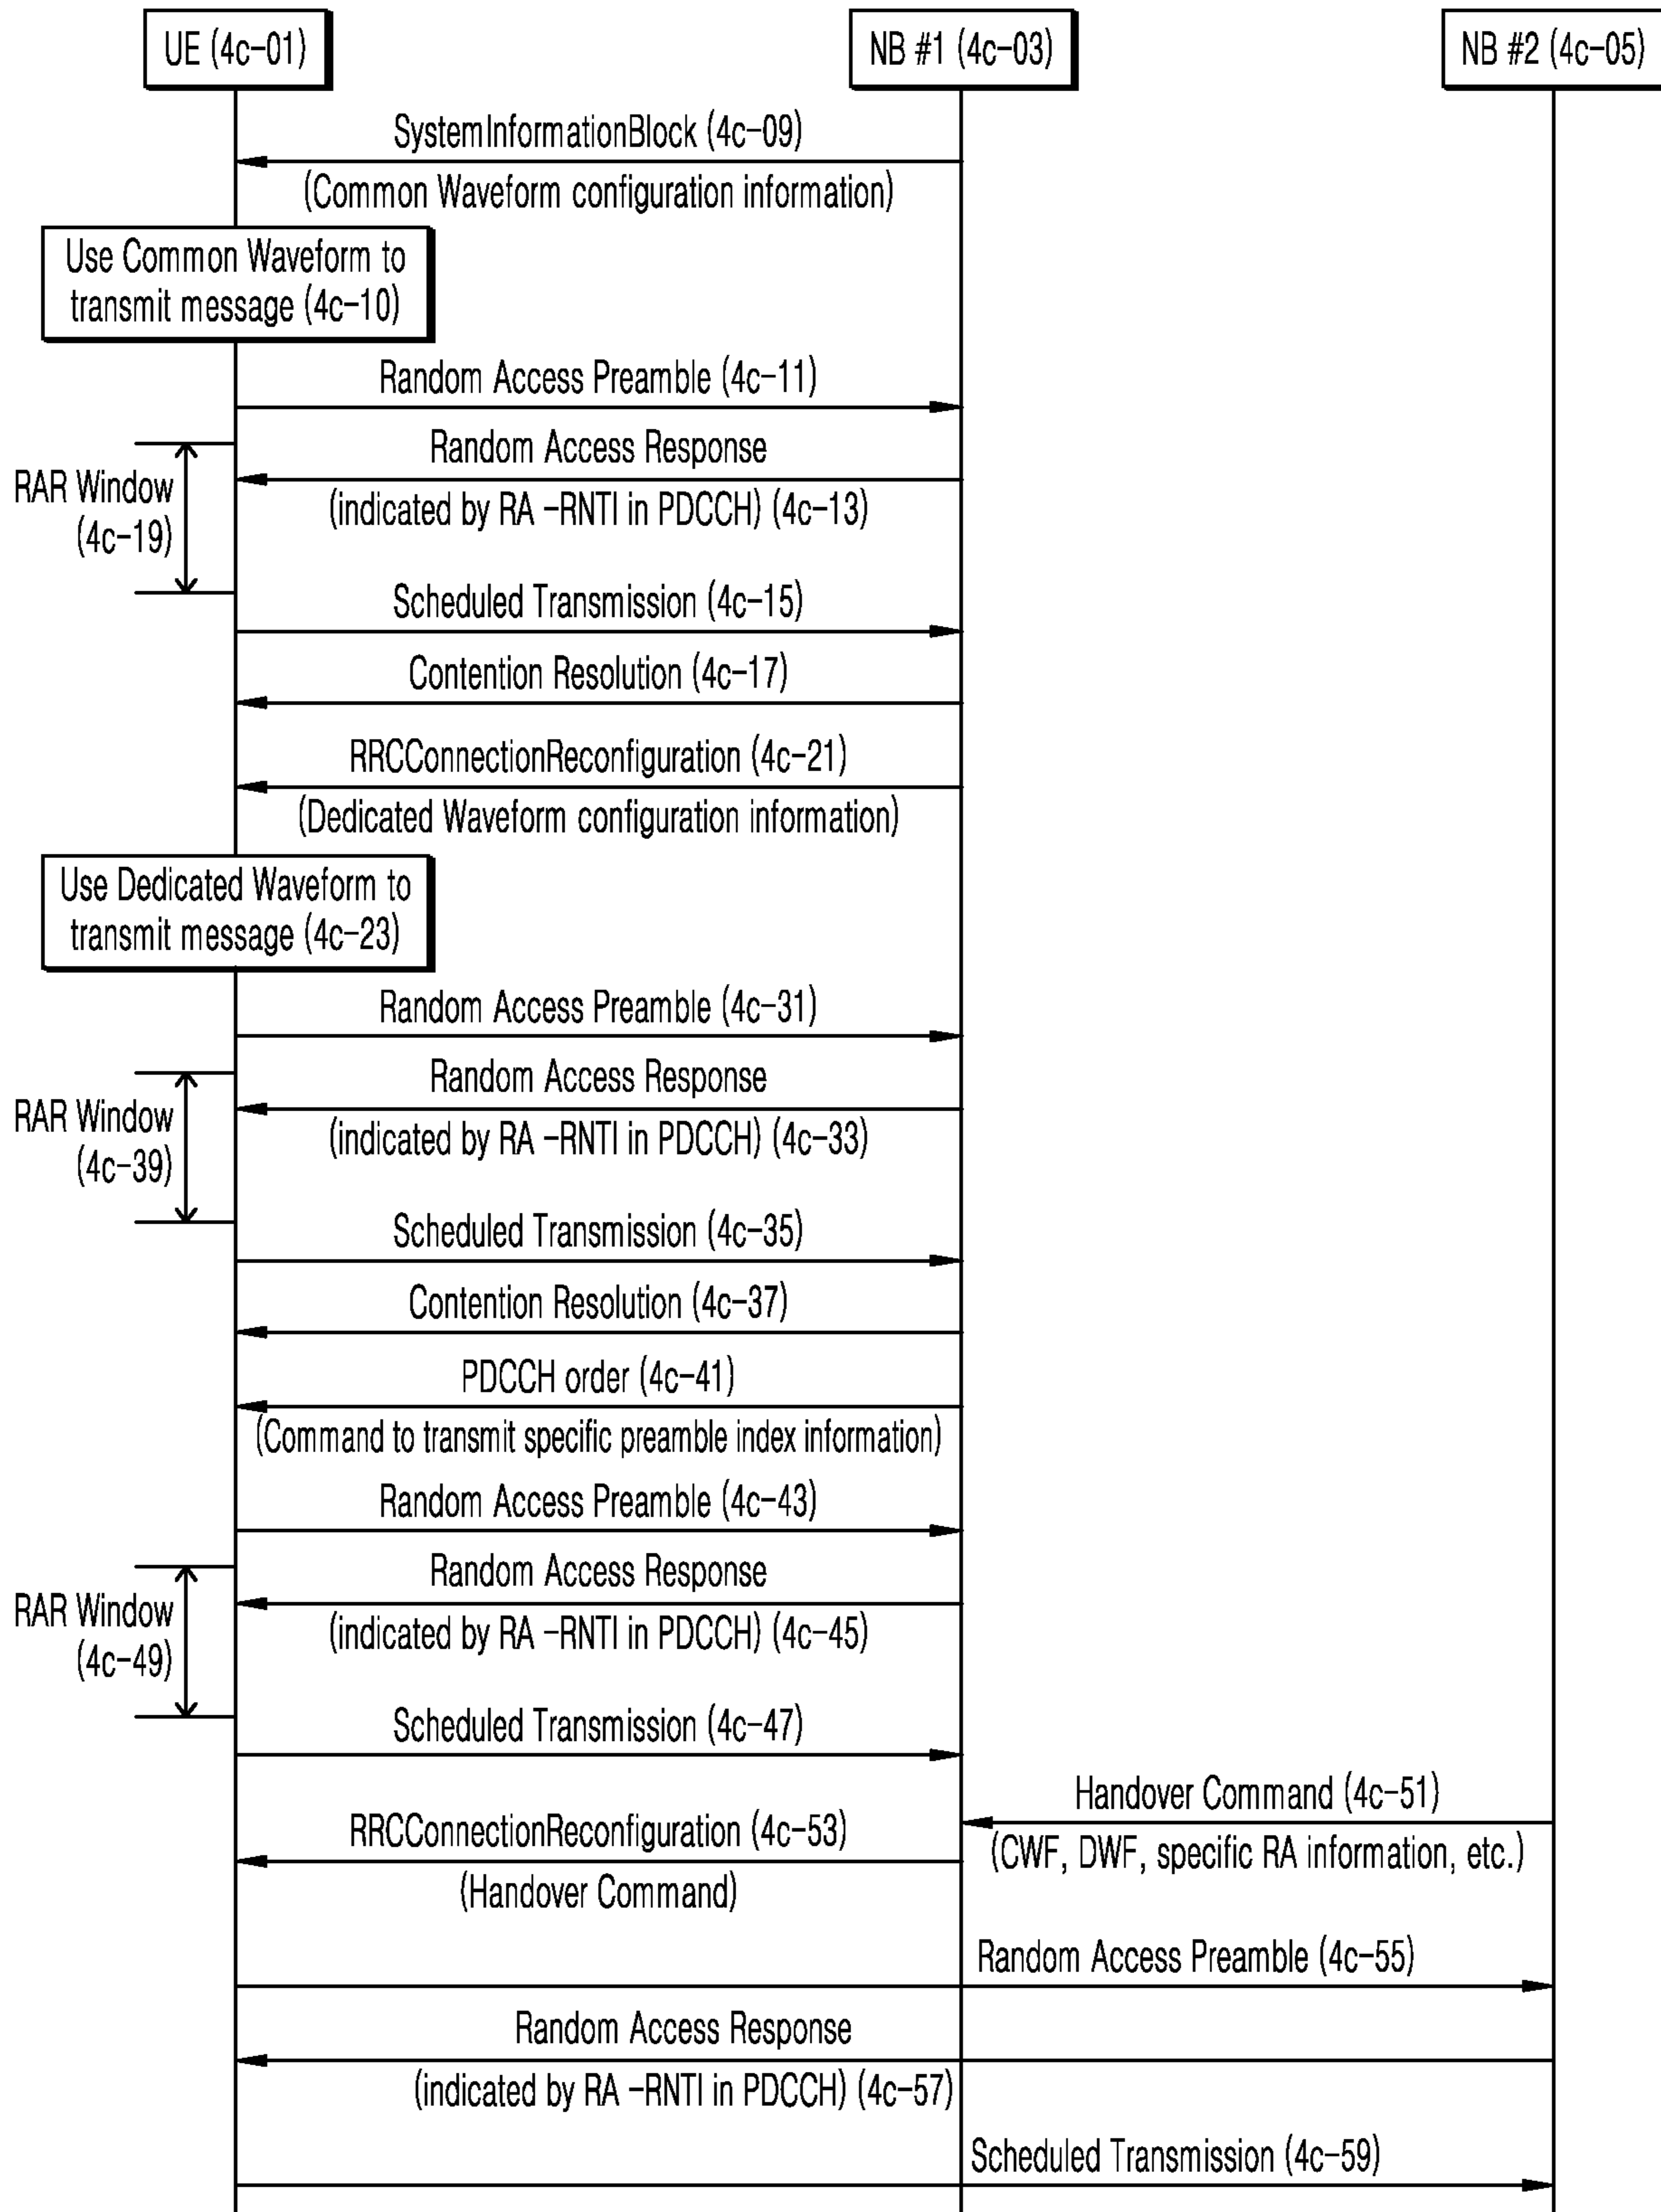 UE (4c-01)
NB #1 (4c-03)
NB #2 (4c-05)
SystemInformationBlock (4c-09)
(Common Waveform configuration information)
Use Common Waveform to
transmit message (4c-10)
Random Access Preamble (4c-11)
Random Access Response
(indicated by RA -RNTI in PDCCH) (4c-13)
RAR Window
(4c-19)
Scheduled Transmission (4c-15)
Contention Resolution (4c-17)
RRCConnectionReconfiguration (4c-21)
(Dedicated Waveform configuration information)
Use Dedicated Waveform to
transmit message (4c-23)
Random Access Preamble (4c-31)
Random Access Response
(indicated by RA -RNTI in PDCCH) (4c-33)
RAR Window
(4c-39)
Scheduled Transmission (4c-35)
Contention Resolution (4c-37)
PDCCH order (4c-41)
(Command to transmit specific preamble index information)
Random Access Preamble (4c-43)
Random Access Response
(indicated by RA -RNTI in PDCCH) (4c-45)
RAR Window
(4c-49)
Scheduled Transmission (4c-47)
Handover Command (4c-51)
(CWF, DWF, specific RA information, etc.)
RRCConnectionReconfiguration (4c-53)
(Handover Command)
Random Access Preamble (4c-55)
Random Access Response
(indicated by RA -RNTI in PDCCH) (4c-57)
Scheduled Transmission (4c-59)